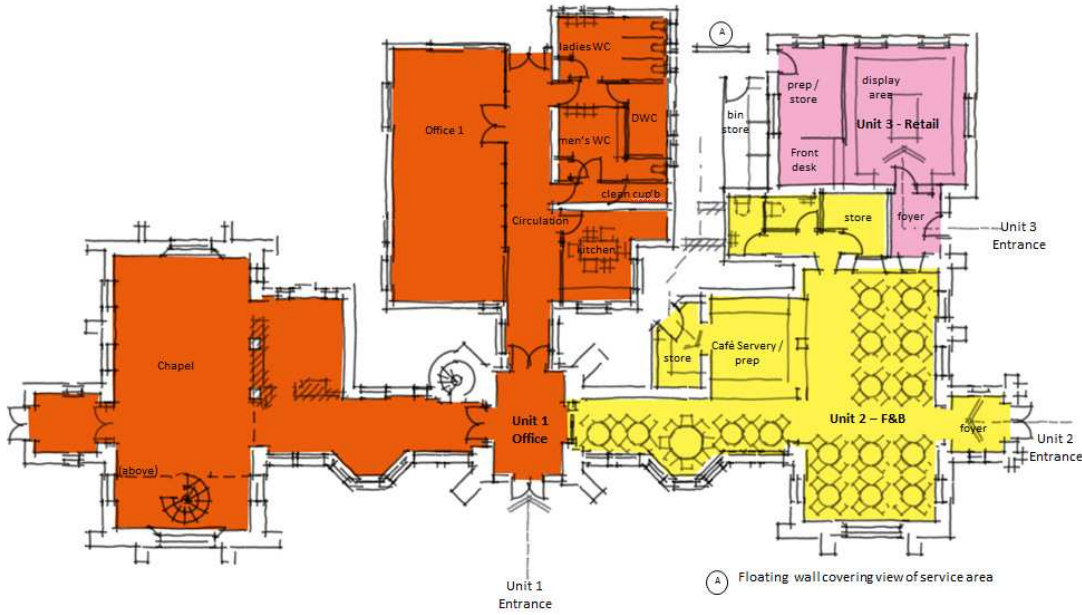 A
ladies WC
prep /
store
display
area
bin
store
DWC
Office 1
Unit 3 - Retail
men's WC
Front
desk
clean cup'b
Circulation
store
foyer
Unit 3
Entrance
kitchen
Café Servery /
prep
store
Chapel
Unit 1
Office
Unit 2 – F&B
foyer
Unit 2
Entrance
(above)
A Floating wall covering view of service area
Unit 1
Entrance